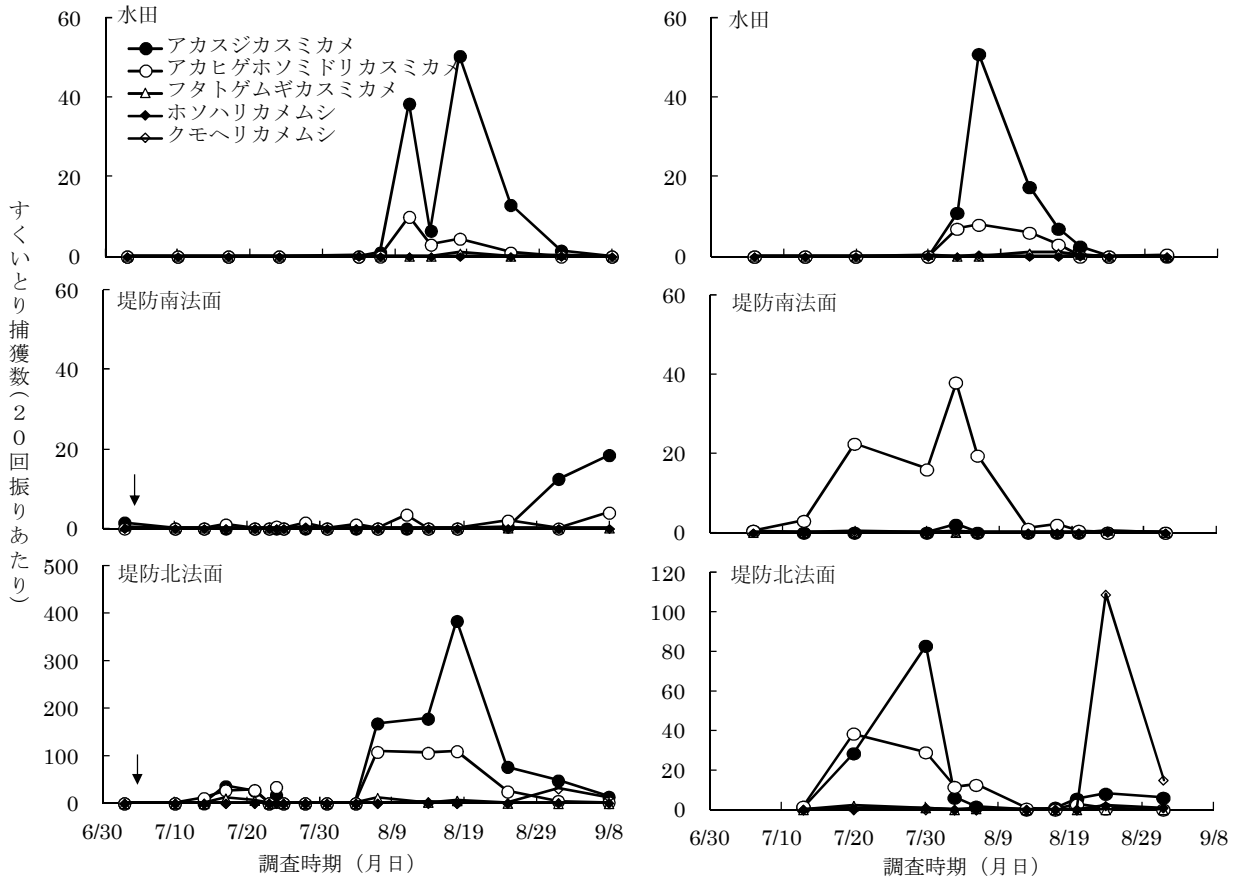 すくいとり捕獲数(20回振りあたり)
水田
アカスジカスミカメ
アカヒゲホソミドリカスミカメ
フタトゲムギカスミカメ
ホソハリカメムシ
クモヘリカメムシ
60
40
20
0
堤防南法面
60
40
20
0
堤防北法面
500
400
300
200
100
0
6/30 7/10 7/20 7/30 8/9 8/19 8/29 9/8
調査時期(月日)
水田
60
40
20
0
堤防南法面
60
40
20
0
堤防北法面
120
100
80
60
40
20
0
6/30 7/10 7/20 7/30 8/9 8/19 8/29 9/8
調査時期(月日)